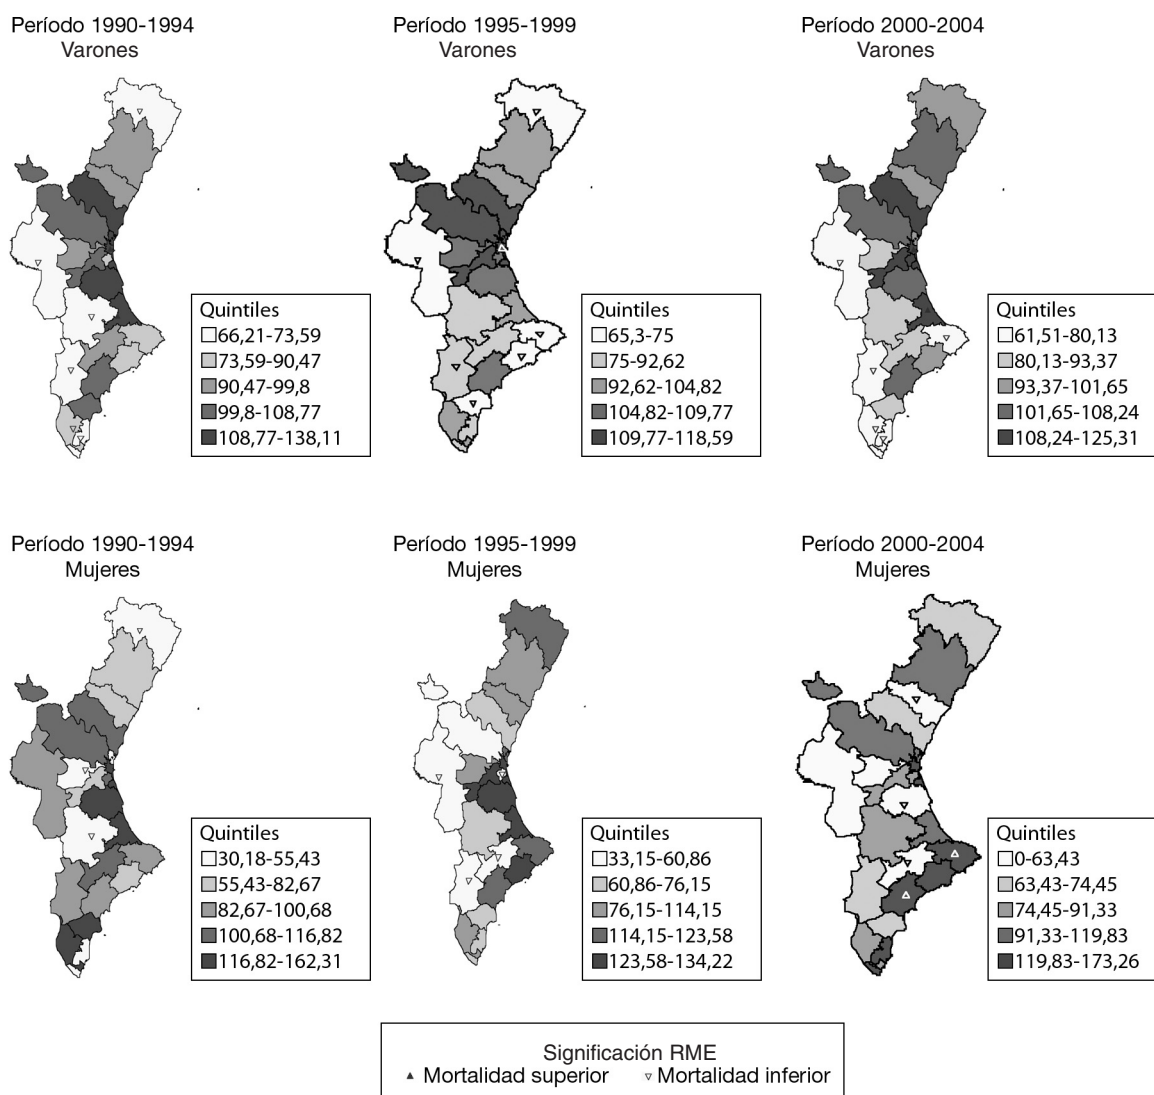 Período 1990-1994
Varones
Período 1995-1999
Varones
Período 2000-2004
Varones
Quintiles
66,21-73,59
73,59-90,47
90,47-99,8
99,8-108,77
108,77-138,11
Quintiles
65,3-75
75-92,62
92,62-104,82
104,82-109,77
109,77-118,59
Quintiles
61,51-80,13
80,13-93,37
93,37-101,65
101,65-108,24
108,24-125,31
Período 1990-1994
Mujeres
Período 1995-1999
Mujeres
Período 2000-2004
Mujeres
Quintiles
30,18-55,43
55,43-82,67
82,67-100,68
100,68-116,82
116,82-162,31
Quintiles
33,15-60,86
60,86-76,15
76,15-114,15
114,15-123,58
123,58-134,22
Quintiles
0-63,43
63,43-74,45
74,45-91,33
91,33-119,83
119,83-173,26
Significación RME
Mortalidad superior Mortalidad inferior